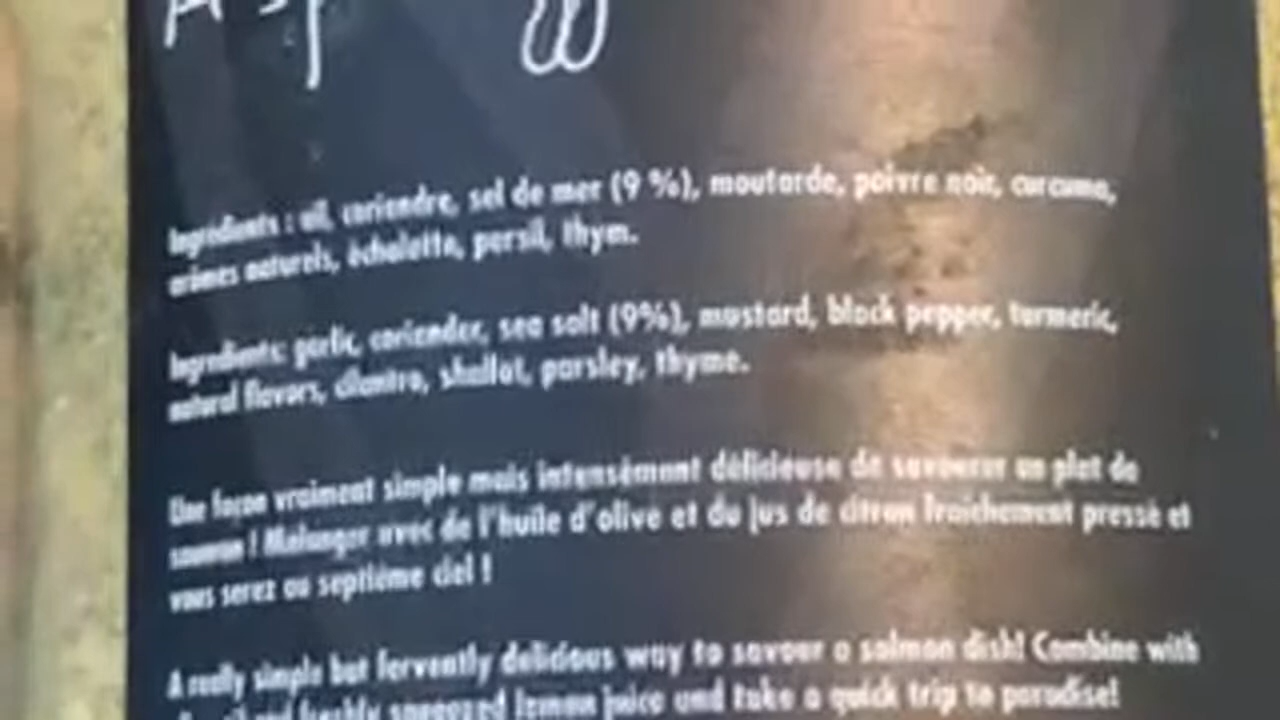 Ingrédients : ail, coriandre, sel de mer (9 %), moutarde, poivre noir, curcuma,
arômes naturels, échalotte, persil, thym.
Ingredients: garlic, coriander, sea salt (9%), mustard, black pepper, turmeric,
natural flavors, cilantro, shallot, parsley, thyme.
Une façon vraiment simple mais intensément délicieuse de savourer un plat de
saumon ! Melanger avec de l'huile d'olive et du jus de citron fraîchement pressé et
vous serez au septième ciel !
A really simple but fervently delicious way to savour a salmon dish! Combine with
freshly squeezed lemon juice and take a quick trip to paradise!